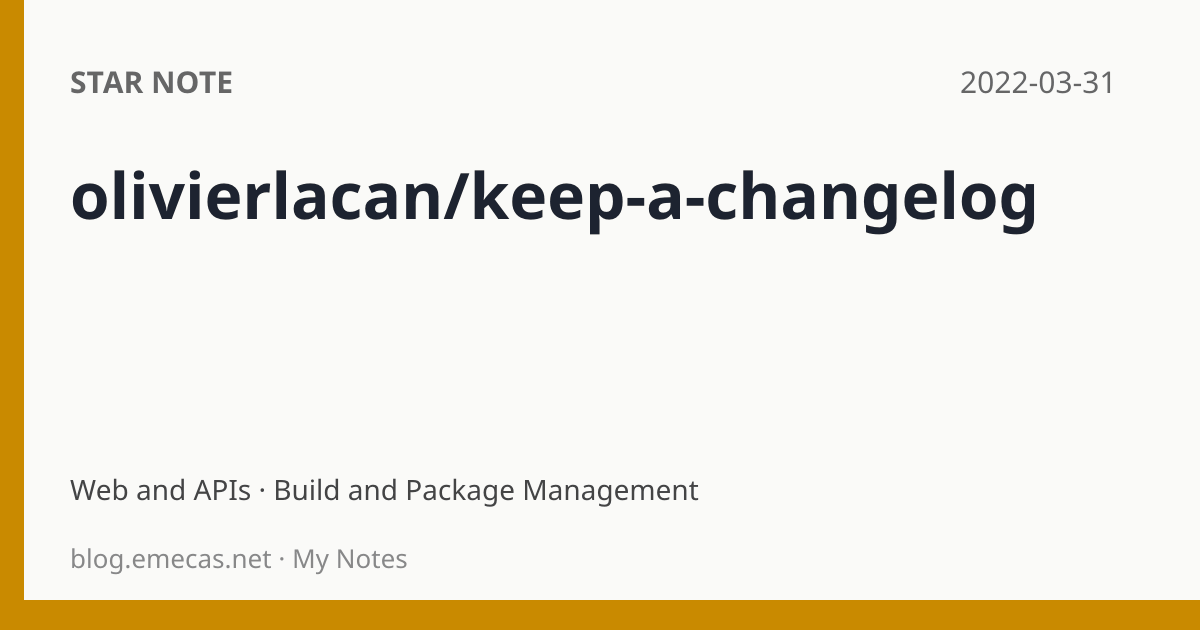 STAR NOTE
2022-03-31
olivierlacan/keep-a-changelog
Web and APIs · Build and Package Management
blog.emecas.net · My Notes